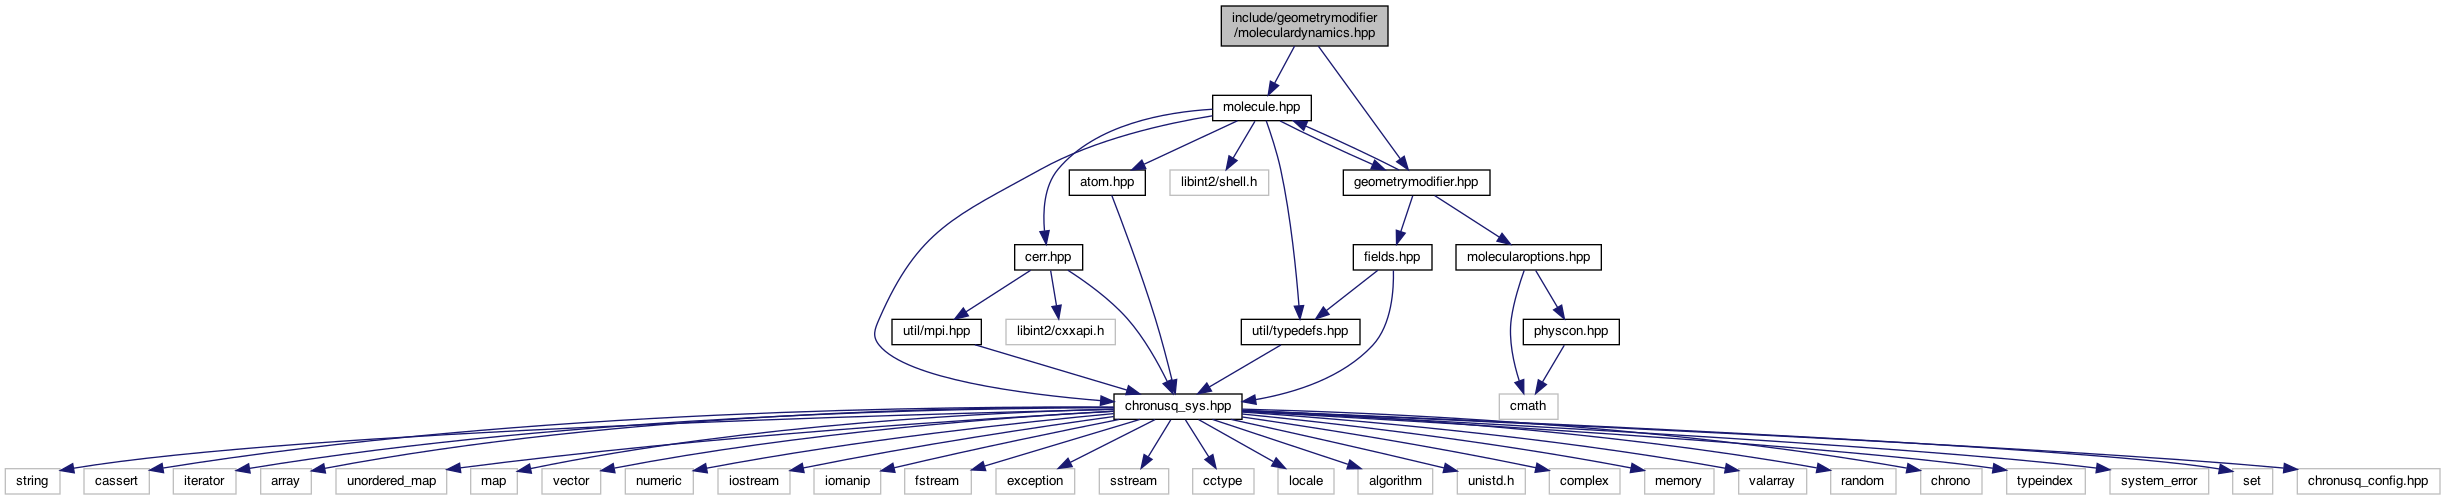 include/geometrymodifier
/moleculardynamics.hpp
molecule.hpp
atom.hpp
libint2/shell.h
geometrymodifier.hpp
cerr.hpp
fields.hpp
molecularoptions.hpp
util/mpi.hpp
libint2/cxxapi.h
util/typedefs.hpp
physcon.hpp
chronusq_sys.hpp
cmath
string
cassert
iterator
array
unordered_map
map
vector
numeric
iostream
iomanip
fstream
exception
sstream
cctype
locale
algorithm
unistd.h
complex
memory
valarray
random
chrono
typeindex
system_error
set
chronusq_config.hpp